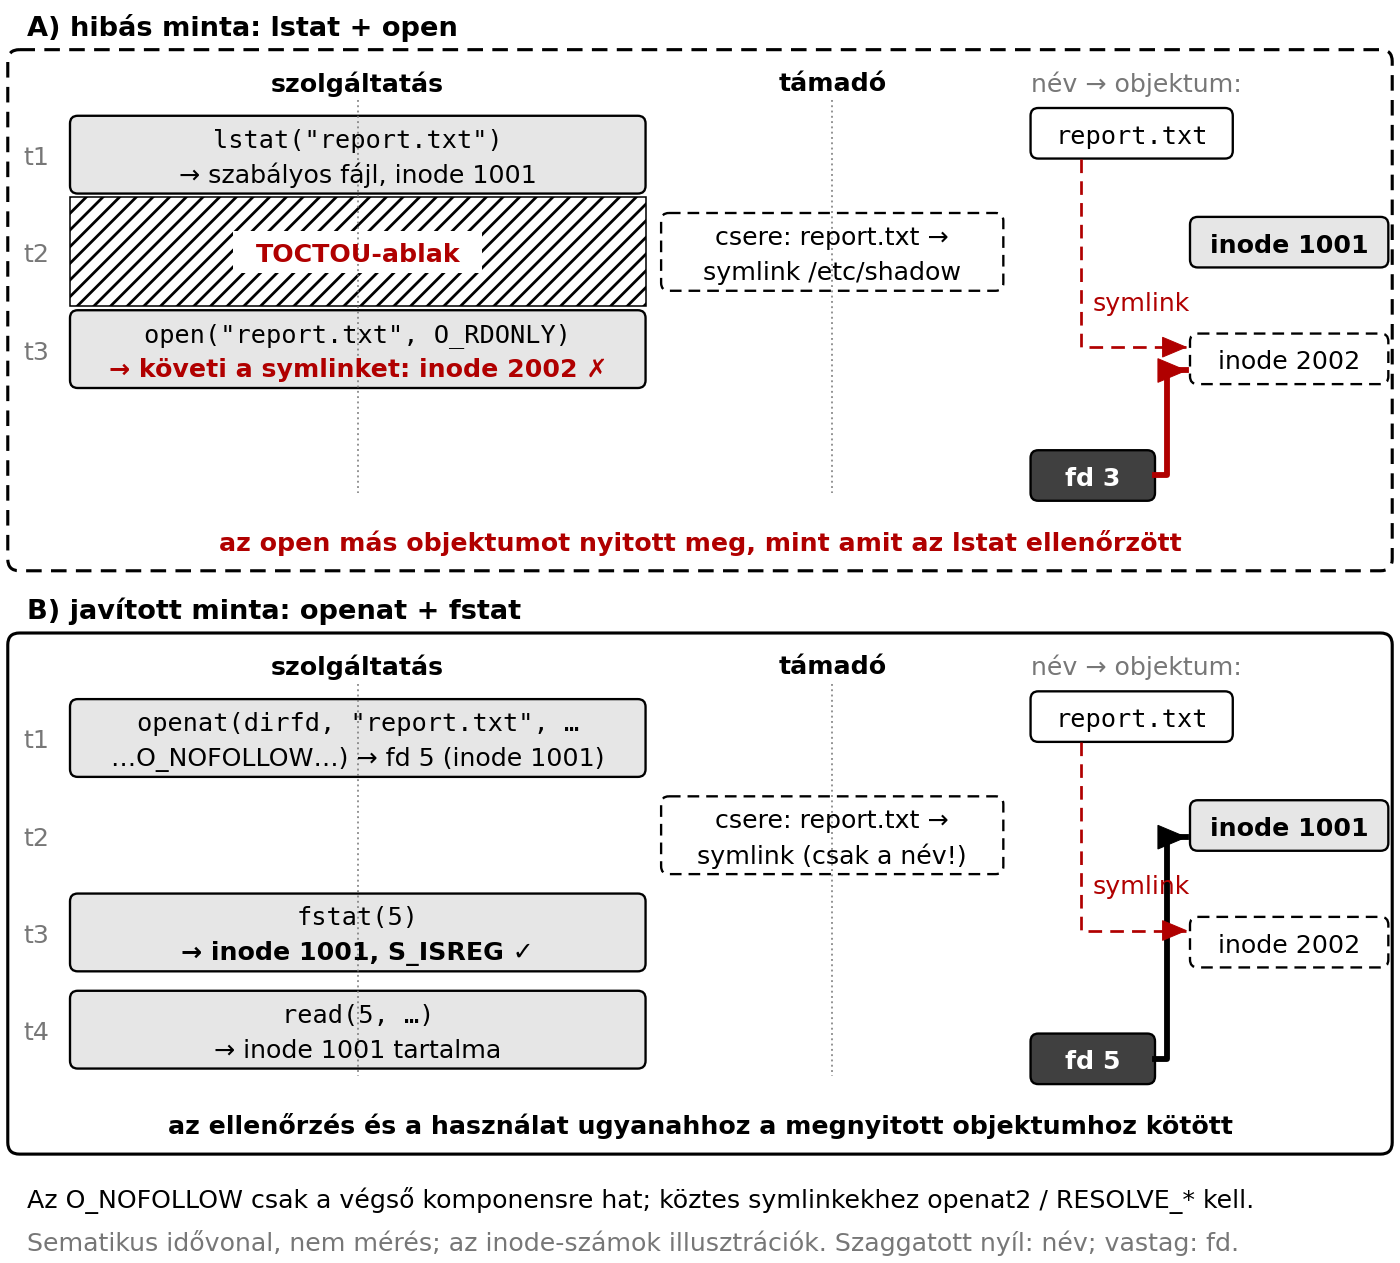 A) hibás minta: lstat + open
szolgáltatás
támadó
név → objektum:
t1
lstat("report.txt")
→ szabályos fájl, inode 1001
report.txt
t2
TOCTOU-ablak
csere: report.txt →
symlink /etc/shadow
inode 1001
symlink
t3
open("report.txt", O_RDONLY)
→ követi a symlinket: inode 2002 ✗
inode 2002
fd 3
az open más objektumot nyitott meg, mint amit az lstat ellenőrzött
B) javított minta: openat + fstat
szolgáltatás
támadó
név → objektum:
t1
openat(dirfd, "report.txt", …
…O_NOFOLLOW…) → fd 5 (inode 1001)
report.txt
t2
csere: report.txt →
symlink (csak a név!)
inode 1001
symlink
t3
fstat(5)
→ inode 1001, S_ISREG ✓
inode 2002
t4
read(5, …)
→ inode 1001 tartalma
fd 5
az ellenőrzés és a használat ugyanahhoz a megnyitott objektumhoz kötött
Az O_NOFOLLOW csak a végső komponensre hat; köztes symlinkekhez openat2 / RESOLVE_* kell.
Sematikus idővonal, nem mérés; az inode-számok illusztrációk. Szaggatott nyíl: név; vastag: fd.